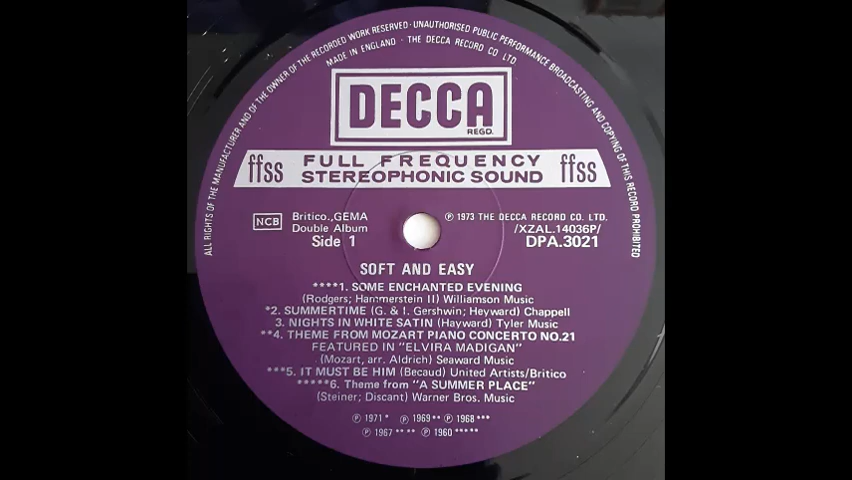 ALL RIGHTS OF THE MANUFACTURER AND OF THE OWNER OF THE RECORDED WORK RESERVED · UNAUTHORISED PUBLIC PERFORMANCE BROADCASTING AND COPYING OF THIS RECORD PROHIBITED
MADE IN ENGLAND · THE DECCA RECORD CO LTD.
DECCA
REGD.
ffss FULL FREQUENCY ffss
STEREOPHONIC SOUND
NCB Britico.,GEMA ℗ 1973 THE DECCA RECORD CO. LTD.
Double Album /XZAL.14036P/
Side 1 DPA.3021
SOFT AND EASY
****1. SOME ENCHANTED EVENING
(Rodgers; Hammerstein II) Williamson Music
*2. SUMMERTIME (G. & I. Gershwin; Heyward) Chappell
3. NIGHTS IN WHITE SATIN (Hayward) Tyler Music
**4. THEME FROM MOZART PIANO CONCERTO NO.21
FEATURED IN "ELVIRA MADIGAN"
(Mozart, arr. Aldrich) Seaward Music
***5. IT MUST BE HIM (Becaud) United Artists/Britico
*****6. Theme from "A SUMMER PLACE"
(Steiner; Discant) Warner Bros. Music
℗ 1971 * ℗ 1969 ** ℗ 1968 ***
℗ 1967 **** ℗ 1960 *****